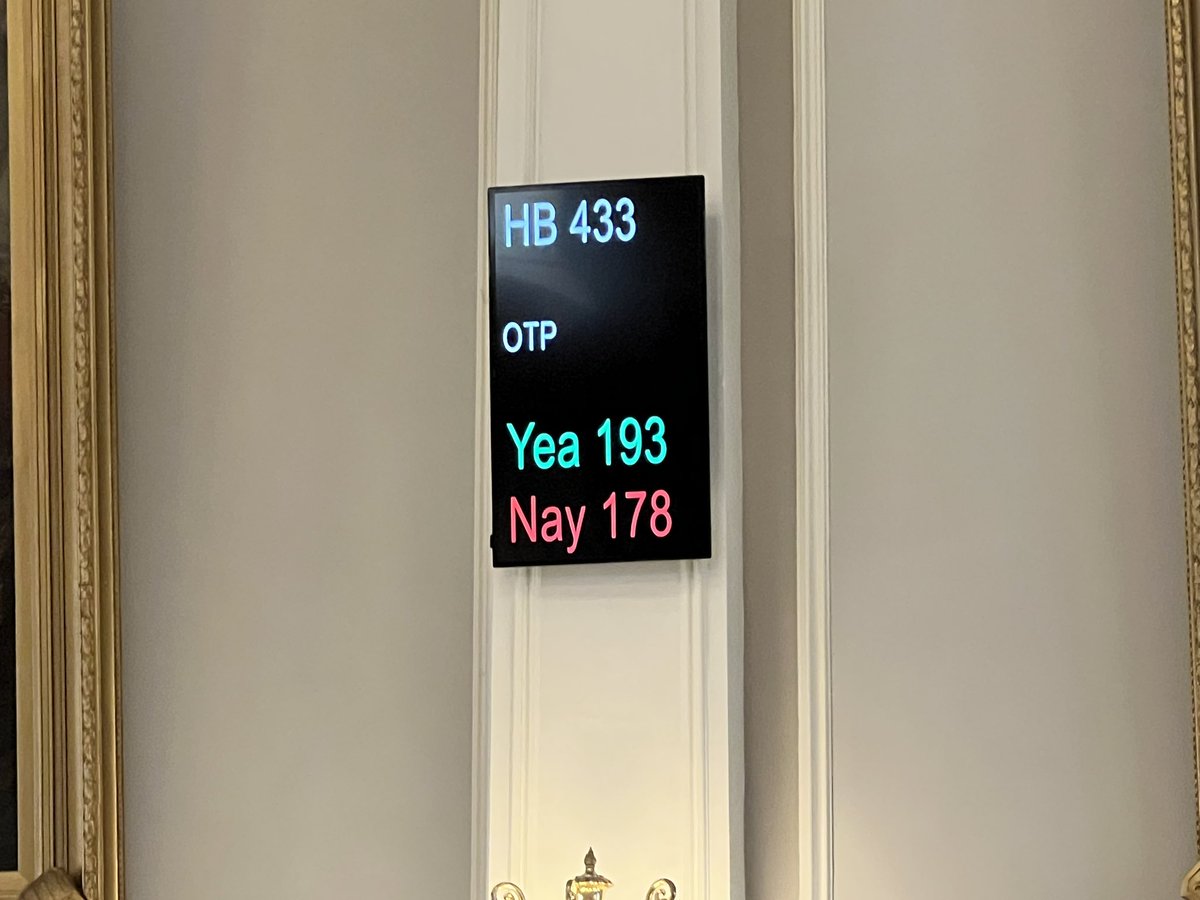 HB 433
OTP
Yea 193
Nay 178